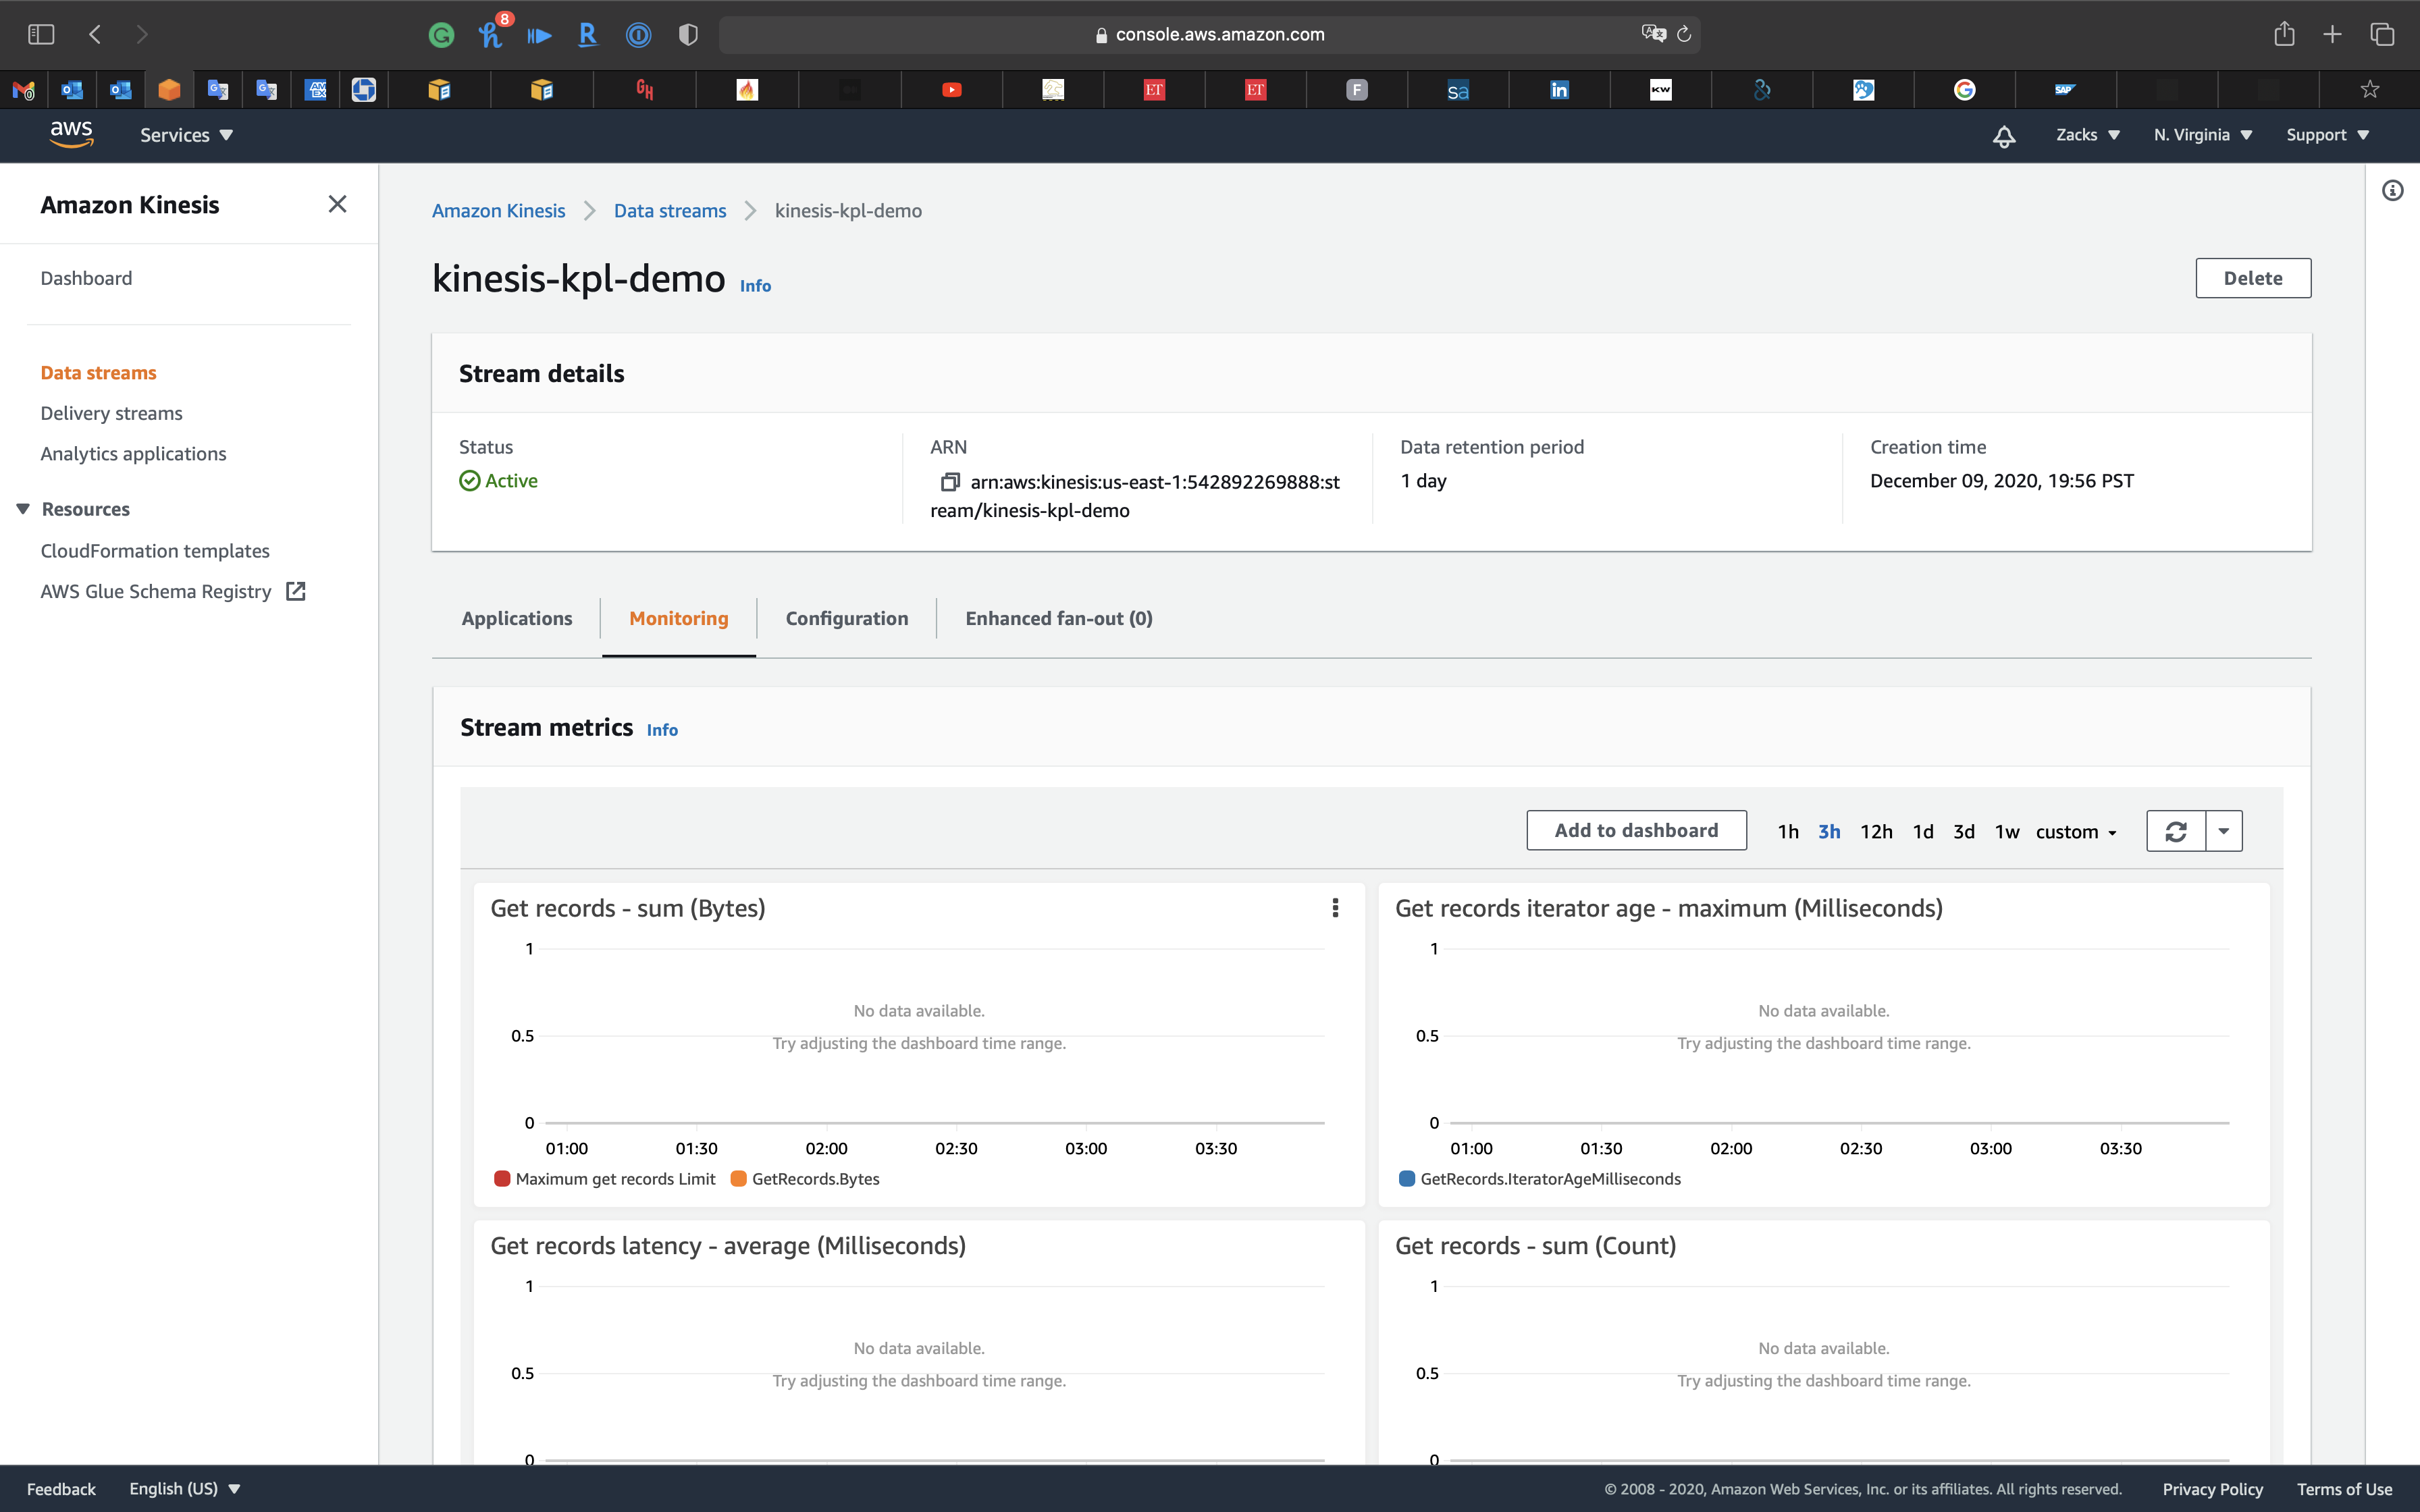 8
console.aws.amazon.com
aws Services Zacks N. Virginia Support
Amazon Kinesis
Dashboard
Data streams
Delivery streams
Analytics applications
Resources
CloudFormation templates
AWS Glue Schema Registry
Amazon Kinesis Data streams kinesis-kpl-demo
kinesis-kpl-demo Info
Delete
Stream details
Status
Active
ARN
arn:aws:kinesis:us-east-1:542892269888:st
ream/kinesis-kpl-demo
Data retention period
1 day
Creation time
December 09, 2020, 19:56 PST
Applications Monitoring Configuration Enhanced fan-out (0)
Stream metrics Info
Add to dashboard 1h 3h 12h 1d 3d 1w custom
Get records - sum (Bytes)
1
No data available.
0.5
Try adjusting the dashboard time range.
0
01:00 01:30 02:00 02:30 03:00 03:30
Maximum get records Limit GetRecords.Bytes
Get records iterator age - maximum (Milliseconds)
1
No data available.
0.5
Try adjusting the dashboard time range.
0
01:00 01:30 02:00 02:30 03:00 03:30
GetRecords.IteratorAgeMilliseconds
Get records latency - average (Milliseconds)
1
No data available.
0.5
Try adjusting the dashboard time range.
0
Get records - sum (Count)
1
No data available.
0.5
Try adjusting the dashboard time range.
0
Feedback English (US) © 2008 - 2020, Amazon Web Services, Inc. or its affiliates. All rights reserved. Privacy Policy Terms of Use